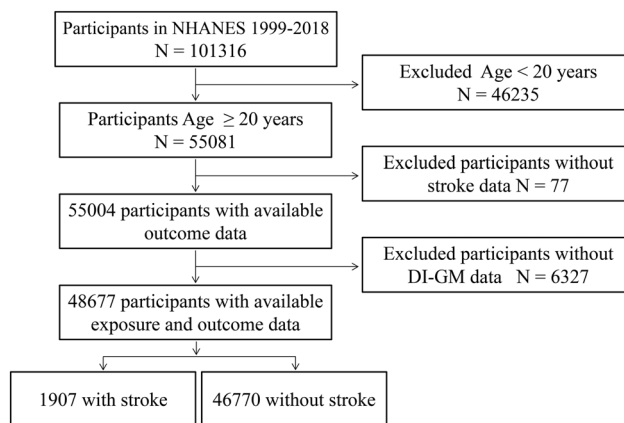 Participants in NHANES 1999-2018
N = 101316
Excluded Age < 20 years
N = 46235
Participants Age ≥ 20 years
N = 55081
Excluded participants without
stroke data N = 77
55004 participants with available
outcome data
Excluded participants without
DI-GM data N = 6327
48677 participants with available
exposure and outcome data
1907 with stroke
46770 without stroke